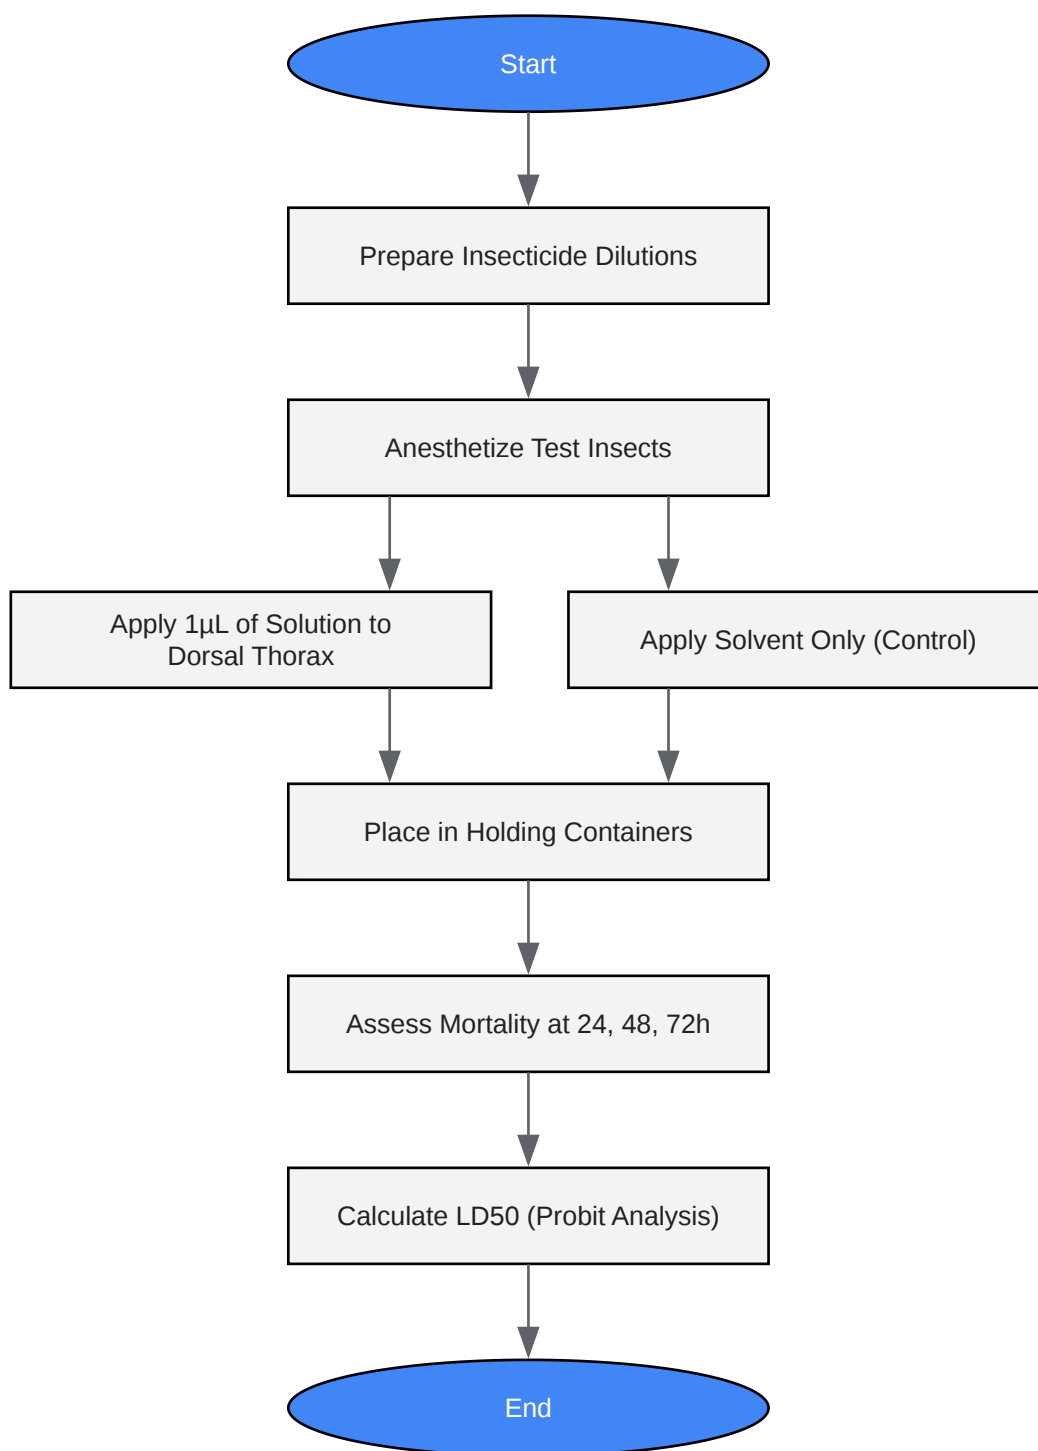 Start
Prepare Insecticide Dilutions
Anesthetize Test Insects
Apply 1µL of Solution to
Dorsal Thorax
Apply Solvent Only (Control)
Place in Holding Containers
Assess Mortality at 24, 48, 72h
Calculate LD50 (Probit Analysis)
End